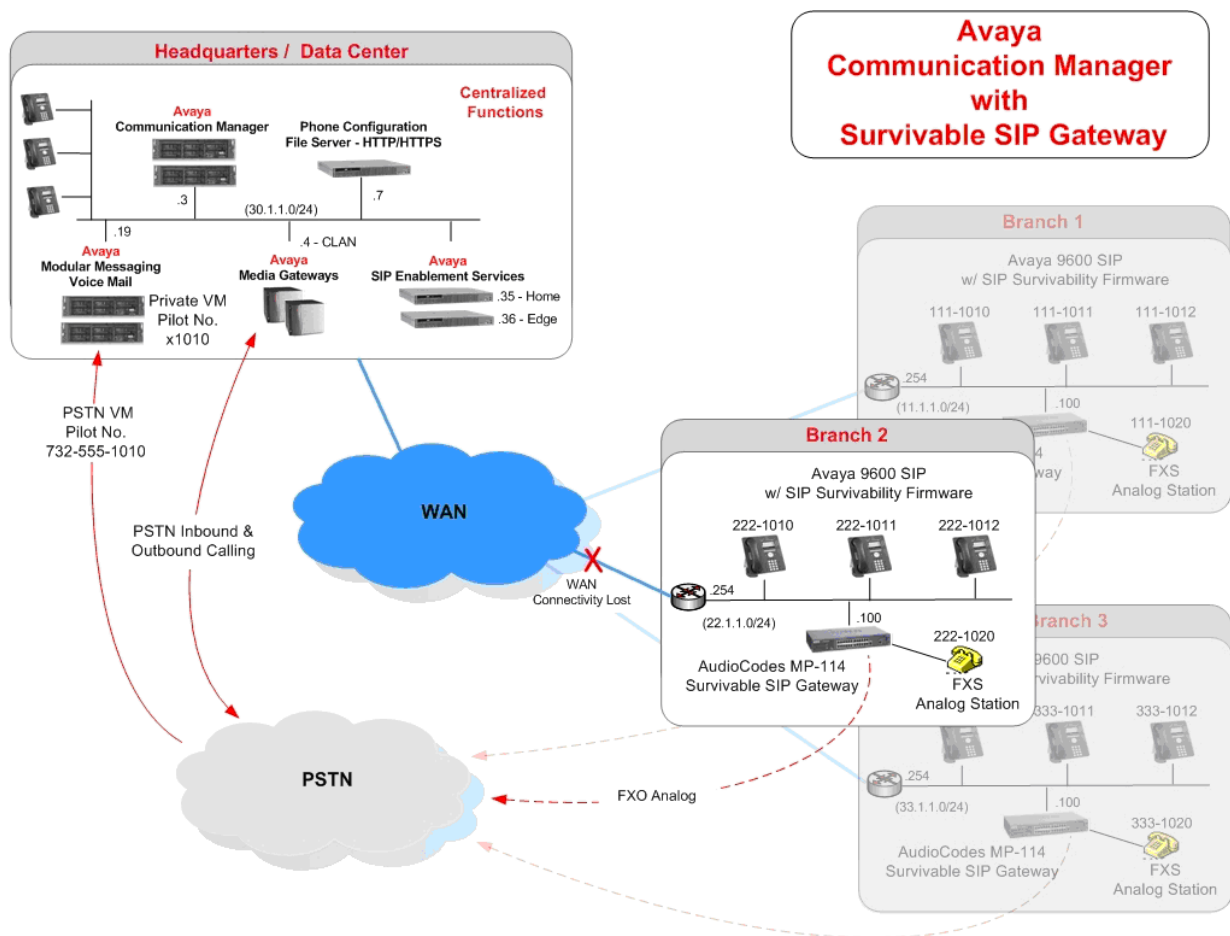 Avaya
Communication Manager
with
Survivable SIP Gateway
Headquarters / Data Center
Centralized
Functions
Avaya
Communication Manager
Phone Configuration
File Server - HTTP/HTTPS
.3
(30.1.1.0/24)
.7
.19
.4 - CLAN
Avaya
Modular Messaging
Voice Mail
Avaya
Media Gateways
Avaya
SIP Enablement Services
Private VM
Pilot No.
x1010
.35 - Home
.36 - Edge
PSTN VM
Pilot No.
732-555-1010
PSTN Inbound &
Outbound Calling
WAN
WAN
Connectivity Lost
PSTN
FXO Analog
Branch 1
Avaya 9600 SIP
w/ SIP Survivability Firmware
111-1010
111-1011
111-1012
.254
(11.1.1.0/24)
.100
111-1020
FXS
Analog Station
Branch 2
Avaya 9600 SIP
w/ SIP Survivability Firmware
222-1010
222-1011
222-1012
.254
(22.1.1.0/24)
.100
222-1020
AudioCodes MP-114
Survivable SIP Gateway
FXS
Analog Station
Branch 3
9600 SIP
Firmware
333-1011
333-1012
.254
(33.1.1.0/24)
.100
333-1020
AudioCodes MP-114
Survivable SIP Gateway
FXS
Analog Station